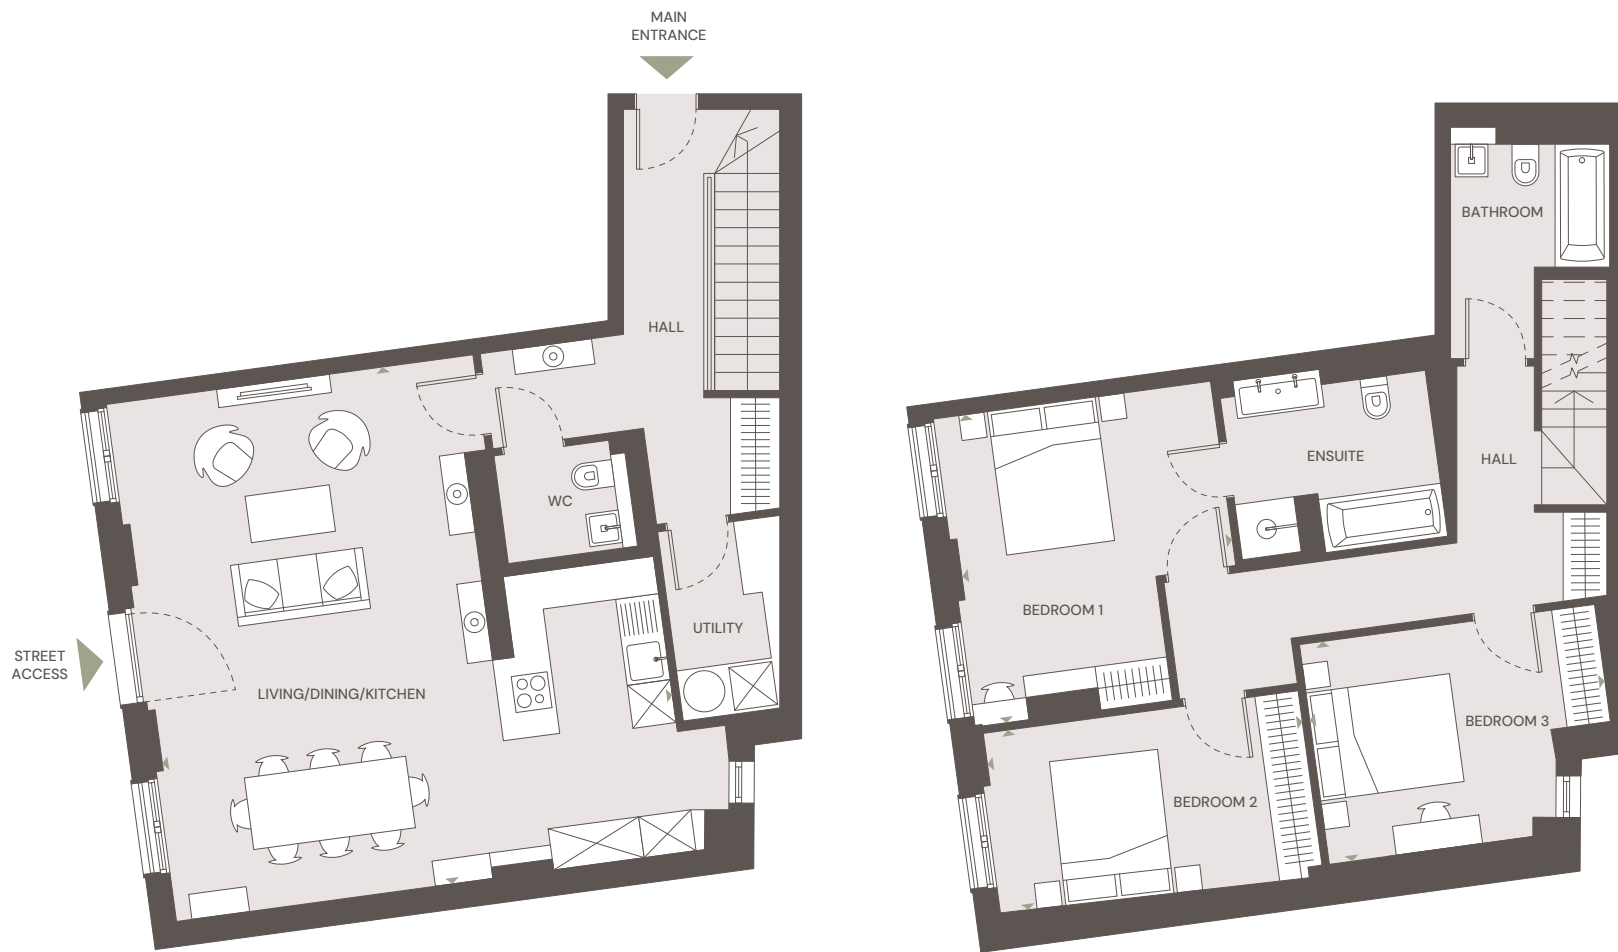 MAIN
ENTRANCE
HALL
WC
UTILITY
STREET
ACCESS
LIVING/DINING/KITCHEN
BATHROOM
HALL
ENSUITE
BEDROOM 1
BEDROOM 3
BEDROOM 2